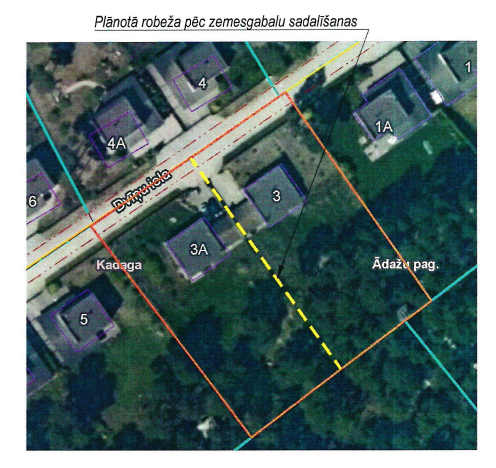 Plānotā robeža pēc zemesgabalu sadalīšanas
1
4
1A
4A
Dvīņu iela
6
3
3A
Kadaga
Ādažu pag.
5